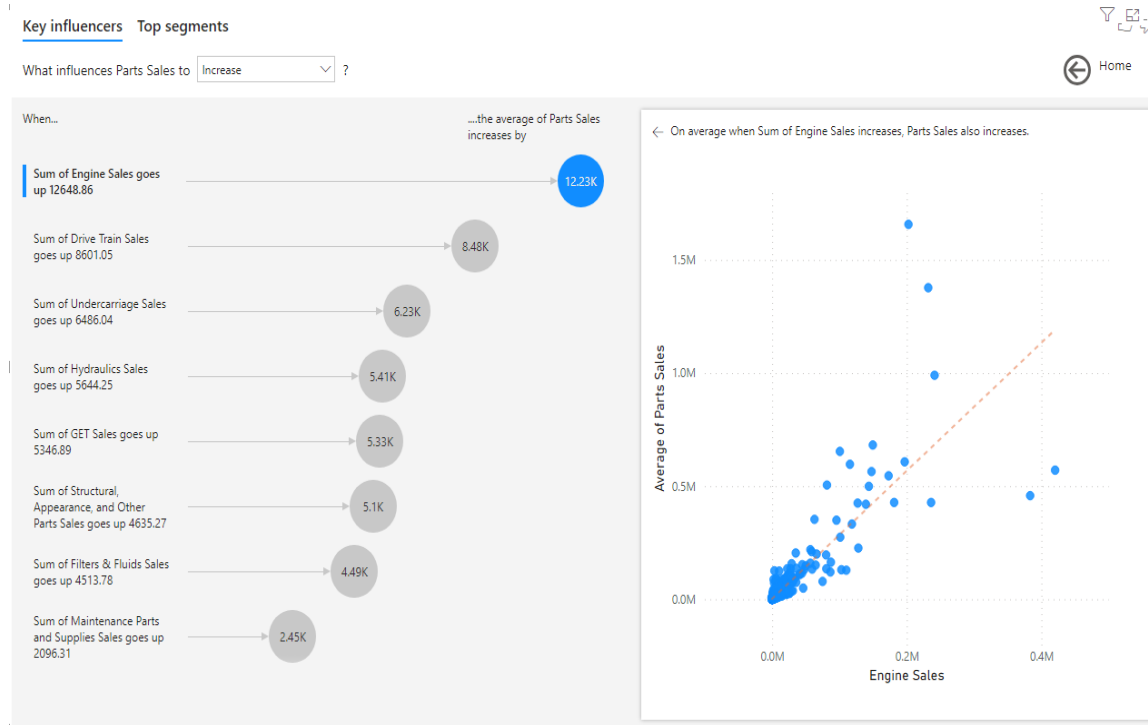 Key influencers Top segments
What influences Parts Sales to Increase ?
Home
When...
....the average of Parts Sales
increases by
Sum of Engine Sales goes
up 12648.86
12.23K
Sum of Drive Train Sales
goes up 8601.05
8.48K
Sum of Undercarriage Sales
goes up 6486.04
6.23K
Sum of Hydraulics Sales
goes up 5644.25
5.41K
Sum of GET Sales goes up
5346.89
5.33K
Sum of Structural,
Appearance, and Other
Parts Sales goes up 4635.27
5.1K
Sum of Filters & Fluids Sales
goes up 4513.78
4.49K
Sum of Maintenance Parts
and Supplies Sales goes up
2096.31
2.45K
On average when Sum of Engine Sales increases, Parts Sales also increases.
Average of Parts Sales
1.5M
1.0M
0.5M
0.0M
0.0M 0.2M 0.4M
Engine Sales